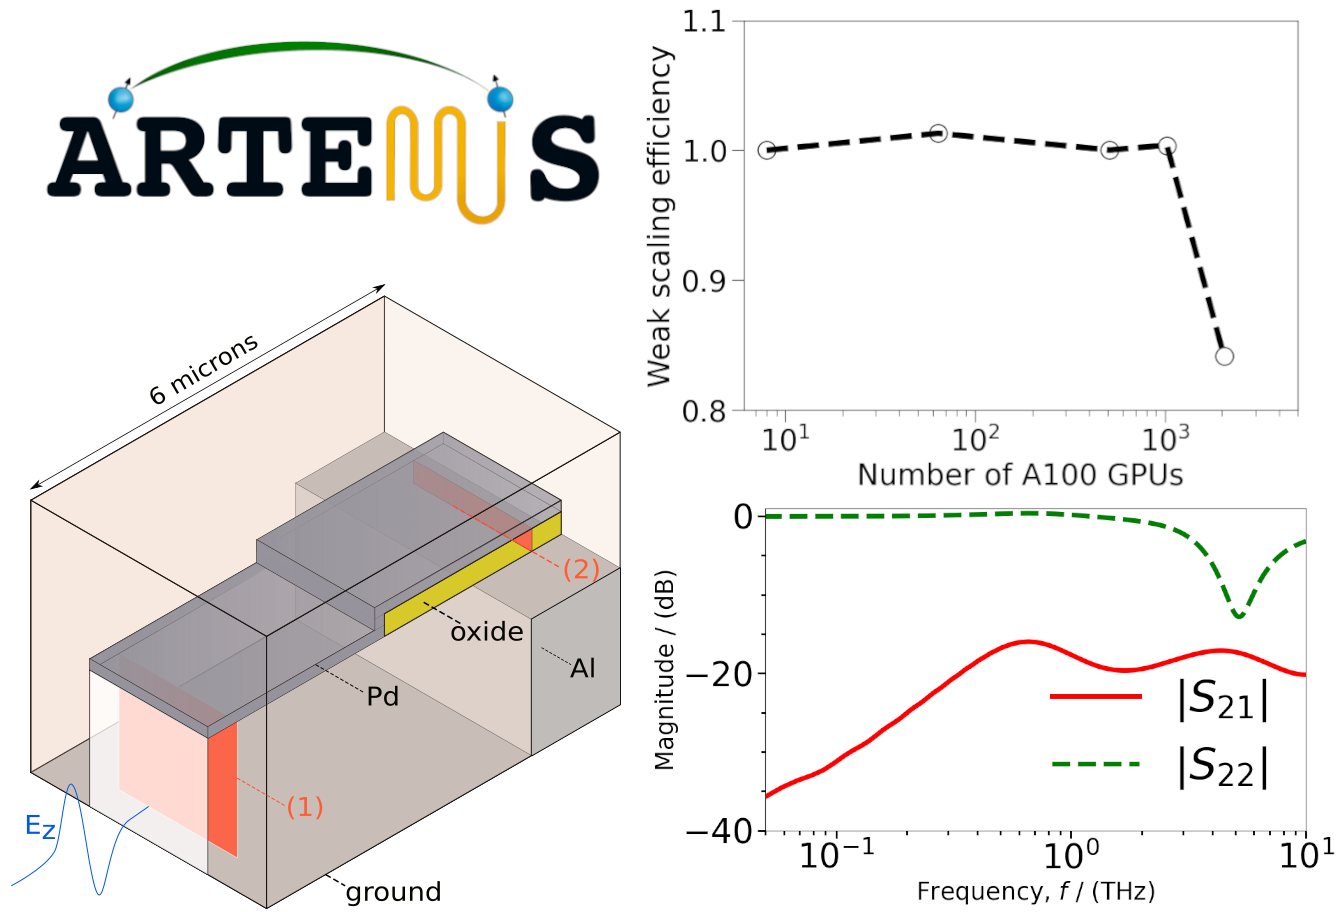 ARTEMIS
6 microns
(2)
oxide
Al
Pd
(1)
Ez
ground
1.1
1.0
0.9
0.8
Weak scaling efficiency
10¹ 10² 10³
Number of A100 GPUs
0
−20
−40
Magnitude / (dB)
|S₂₁|
|S₂₂|
10⁻¹ 10⁰ 10¹
Frequency, f / (THz)